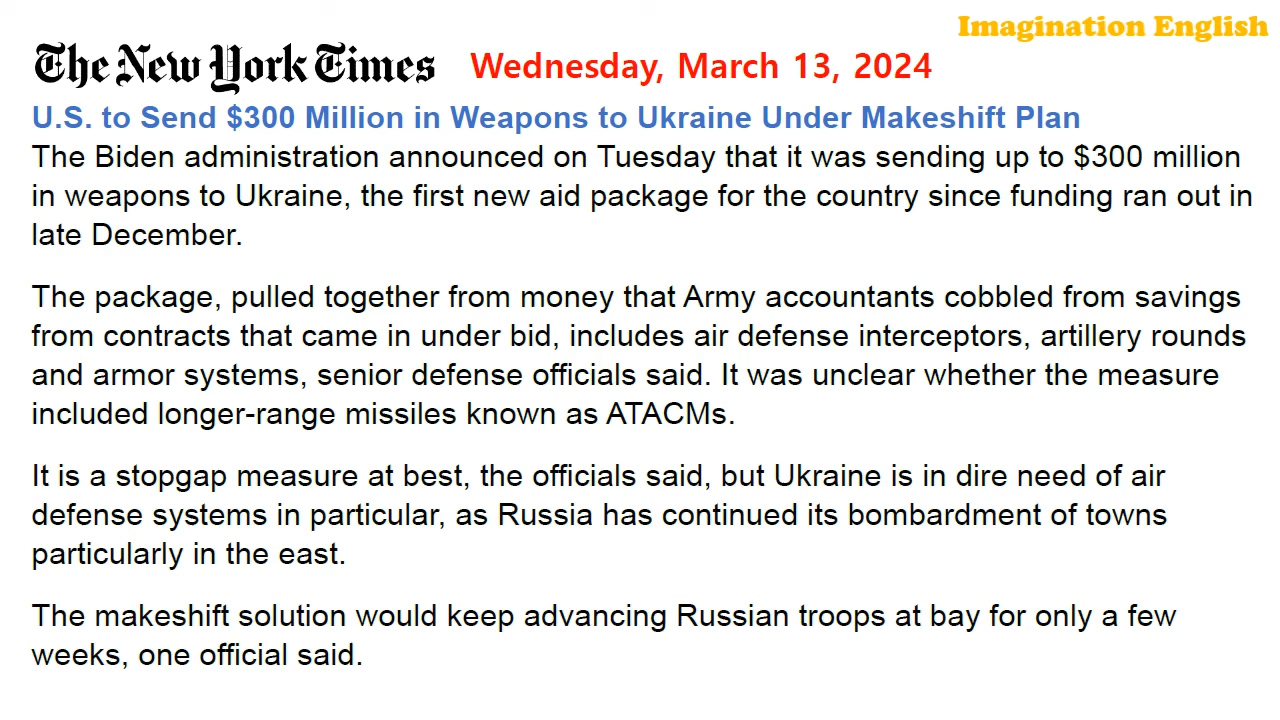 Imagination English
The New York Times Wednesday, March 13, 2024
U.S. to Send $300 Million in Weapons to Ukraine Under Makeshift Plan
The Biden administration announced on Tuesday that it was sending up to $300 million
in weapons to Ukraine, the first new aid package for the country since funding ran out in
late December.
The package, pulled together from money that Army accountants cobbled from savings
from contracts that came in under bid, includes air defense interceptors, artillery rounds
and armor systems, senior defense officials said. It was unclear whether the measure
included longer-range missiles known as ATACMs.
It is a stopgap measure at best, the officials said, but Ukraine is in dire need of air
defense systems in particular, as Russia has continued its bombardment of towns
particularly in the east.
The makeshift solution would keep advancing Russian troops at bay for only a few
weeks, one official said.